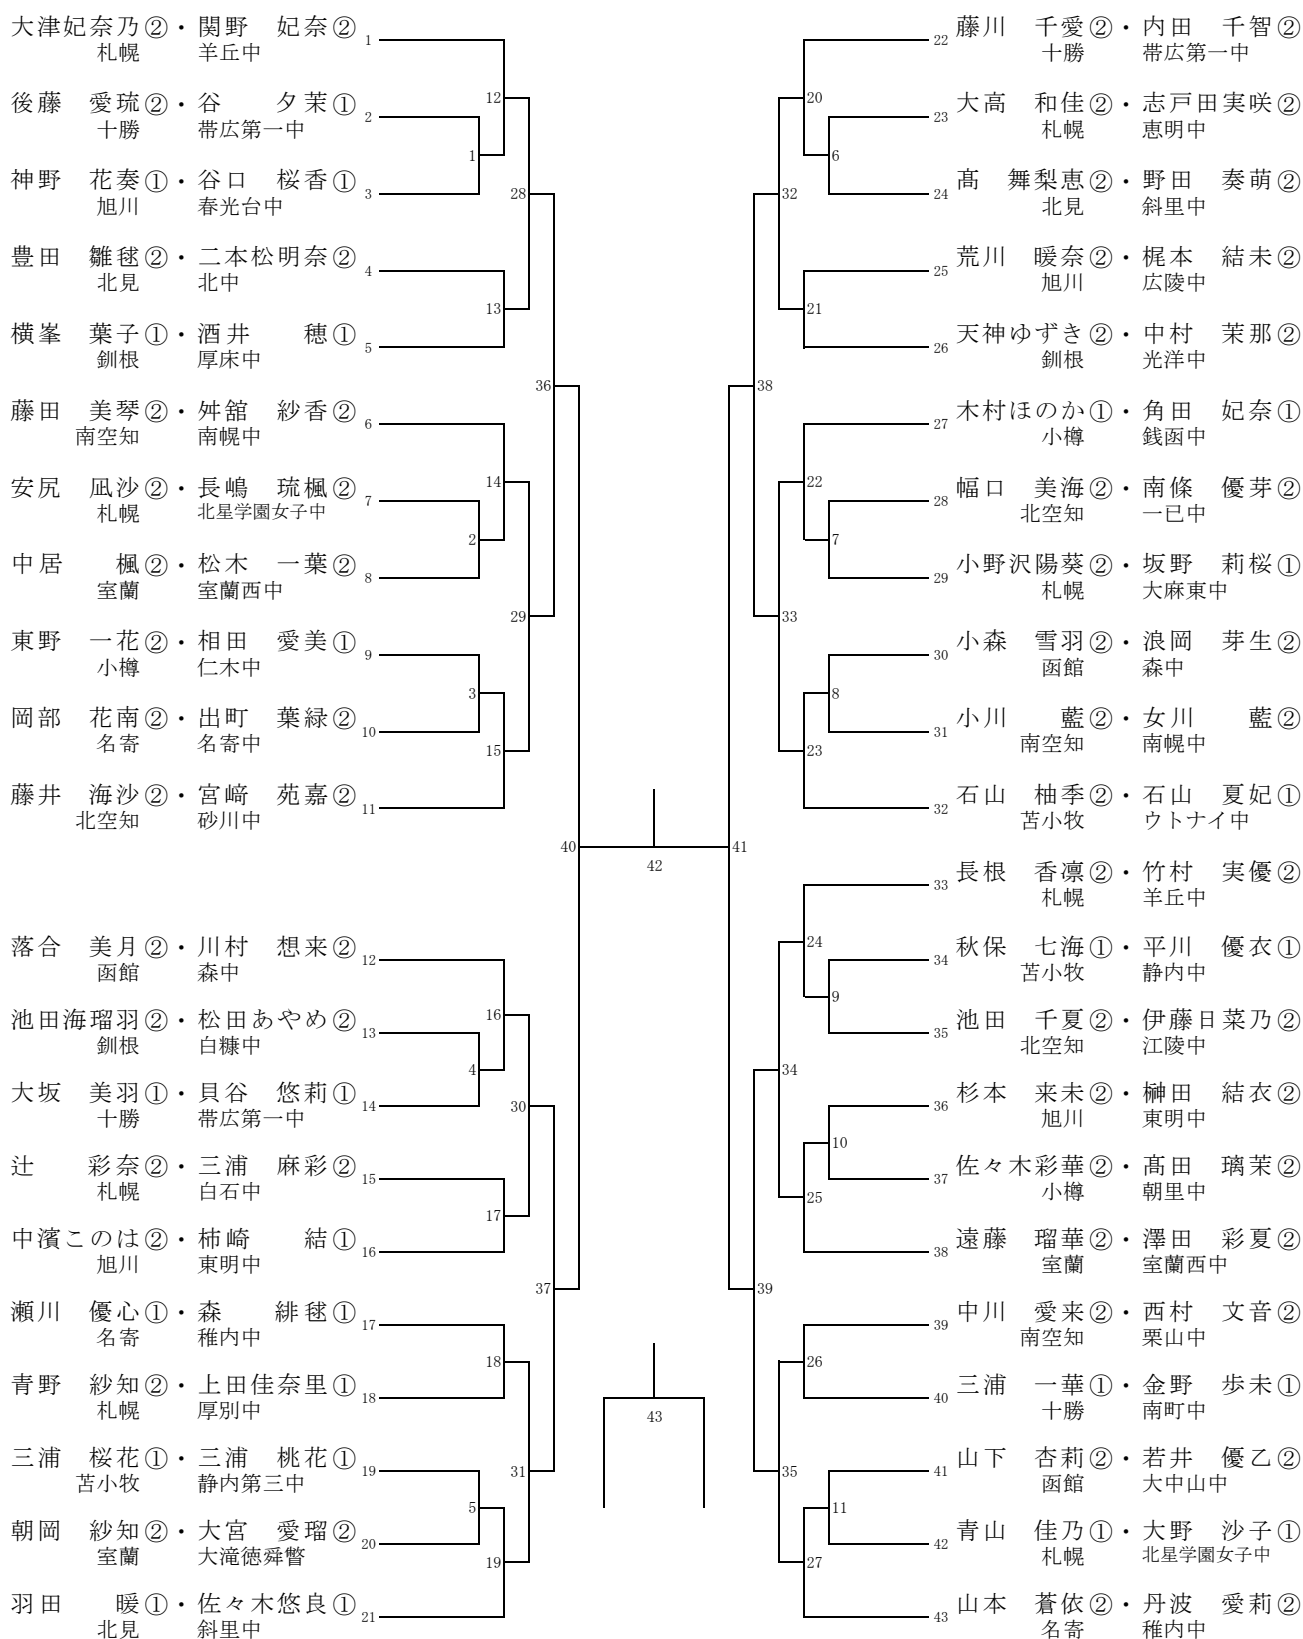 大津妃奈乃②・関野　妃奈② 1
札幌　羊丘中
12
後藤　愛琉②・谷　夕茉① 2
十勝　帯広第一中
1
神野　花奏①・谷口　桜香① 3
旭川　春光台中
28
豊田　雛毬②・二本松明奈② 4
北見　北中
13
横峯　葉子①・酒井　穂① 5
釧根　厚床中
36
藤田　美琴②・舛舘　紗香② 6
南空知　南幌中
14
安尻　凪沙②・長嶋　琉楓② 7
札幌　北星学園女子中
2
中居　楓②・松木　一葉② 8
室蘭　室蘭西中
29
東野　一花②・相田　愛美① 9
小樽　仁木中
3
岡部　花南②・出町　葉緑② 10
名寄　名寄中
15
藤井　海沙②・宮﨑　苑嘉② 11
北空知　砂川中
40
落合　美月②・川村　想来② 12
函館　森中
16
池田海瑠羽②・松田あやめ② 13
釧根　白糠中
4
大坂　美羽①・貝谷　悠莉① 14
十勝　帯広第一中
30
辻　彩奈②・三浦　麻彩② 15
札幌　白石中
17
中濱このは②・柿崎　結① 16
旭川　東明中
37
瀬川　優心①・森　緋毬① 17
名寄　稚内中
18
青野　紗知②・上田佳奈里① 18
札幌　厚別中
三浦　桜花①・三浦　桃花① 19
苫小牧　静内第三中
31
5
朝岡　紗知②・大宮　愛瑠② 20
室蘭　大滝徳舜瞥
19
羽田　暖①・佐々木悠良① 21
北見　斜里中
42
43
22 藤川　千愛②・内田　千智②
十勝　帯広第一中
20
23 大高　和佳②・志戸田実咲②
札幌　恵明中
6
24 髙　舞梨恵②・野田　奏萌②
北見　斜里中
32
25 荒川　暖奈②・梶本　結未②
旭川　広陵中
21
26 天神ゆずき②・中村　茉那②
釧根　光洋中
38
27 木村ほのか①・角田　妃奈①
小樽　銭函中
22
28 幅口　美海②・南條　優芽②
北空知　一已中
7
29 小野沢陽葵②・坂野　莉桜①
札幌　大麻東中
33
30 小森　雪羽②・浪岡　芽生②
函館　森中
8
31 小川　藍②・女川　藍②
南空知　南幌中
23
32 石山　柚季②・石山　夏妃①
苫小牧　ウトナイ中
41
33 長根　香凛②・竹村　実優②
札幌　羊丘中
24
34 秋保　七海①・平川　優衣①
苫小牧　静内中
9
35 池田　千夏②・伊藤日菜乃②
北空知　江陵中
34
36 杉本　来未②・榊田　結衣②
旭川　東明中
10
37 佐々木彩華②・髙田　璃茉②
小樽　朝里中
25
38 遠藤　瑠華②・澤田　彩夏②
室蘭　室蘭西中
39
39 中川　愛来②・西村　文音②
南空知　栗山中
26
40 三浦　一華①・金野　歩未①
十勝　南町中
41 山下　杏莉②・若井　優乙②
函館　大中山中
35
11
42 青山　佳乃①・大野　沙子①
札幌　北星学園女子中
27
43 山本　蒼依②・丹波　愛莉②
名寄　稚内中